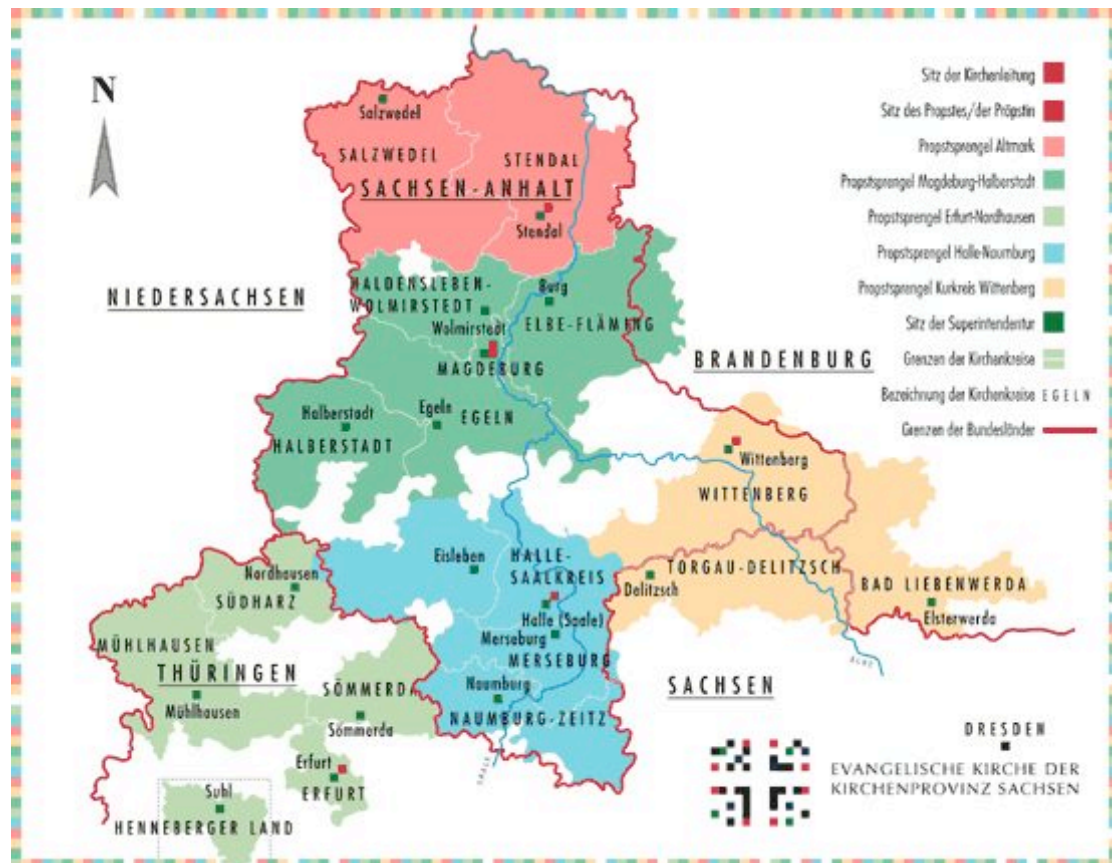 N
Sitz der Kirchenleitung
Sitz des Propstes/der Pröpstin
Propstsprengel Altmark
Propstsprengel Magdeburg-Halberstadt
Propstsprengel Erfurt-Nordhausen
Propstsprengel Halle-Naumburg
Propstsprengel Kurkreis Wittenberg
Sitz der Superintendentur
Grenzen der Kirchenkreise
Bezeichnung der Kirchenkreise EGELN
Grenzen der Bundesländer
Salzwedel
SALZWEDEL
STENDAL
SACHSEN-ANHALT
Stendal
NIEDERSACHSEN
HALDENSLEBEN-
WOLMIRSTEDT
Burg
Wolmirstedt
ELBE-FLÄMING
MAGDEBURG
BRANDENBURG
Halberstadt
HALBERSTADT
Egeln
EGELN
Wittenberg
WITTENBERG
Eisleben
HALLE-
SAALKREIS
Halle (Saale)
Merseburg
MERSEBURG
Naumburg
NAUMBURG-ZEITZ
TORGAU-DELITZSCH
Delitzsch
BAD LIEBENWERDA
Elsterwerda
Nordhausen
SÜDHARZ
MÜHLHAUSEN
THÜRINGEN
Mühlhausen
SÖMMERDA
Sömmerda
Erfurt
ERFURT
Suhl
HENNEBERGER LAND
SAALE
ELBE
SACHSEN
DRESDEN
EVANGELISCHE KIRCHE DER
KIRCHENPROVINZ SACHSEN